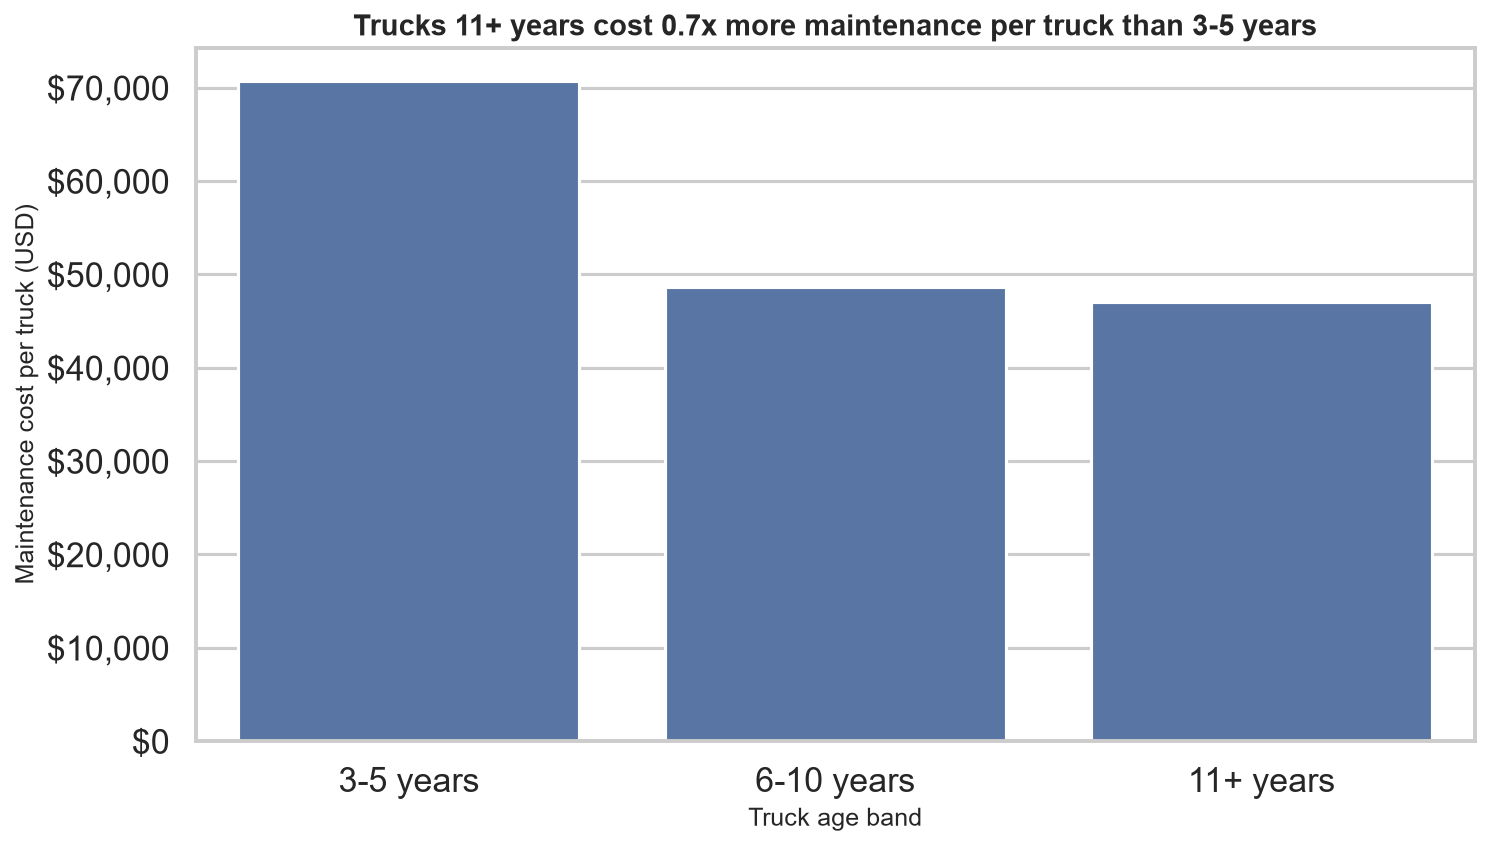 Trucks 11+ years cost 0.7x more maintenance per truck than 3-5 years
Maintenance cost per truck (USD)
$70,000
$60,000
$50,000
$40,000
$30,000
$20,000
$10,000
$0
3-5 years
6-10 years
11+ years
Truck age band